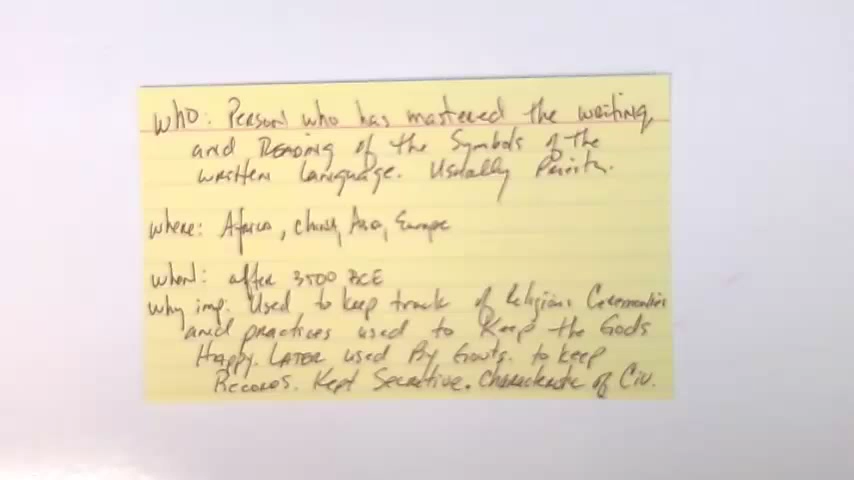 who: Person who has mastered the writing
and Reading of the Symbols of the
written language. Usually Priests.
where: Africa, China, Asia, Europe
when: after 3500 BCE
why imp. Used to keep track of Religious Ceremonies
and practices used to keep the Gods
Happy. LATER used By Govts. to keep
Records. Kept Secretive. Characteristic of Civ.